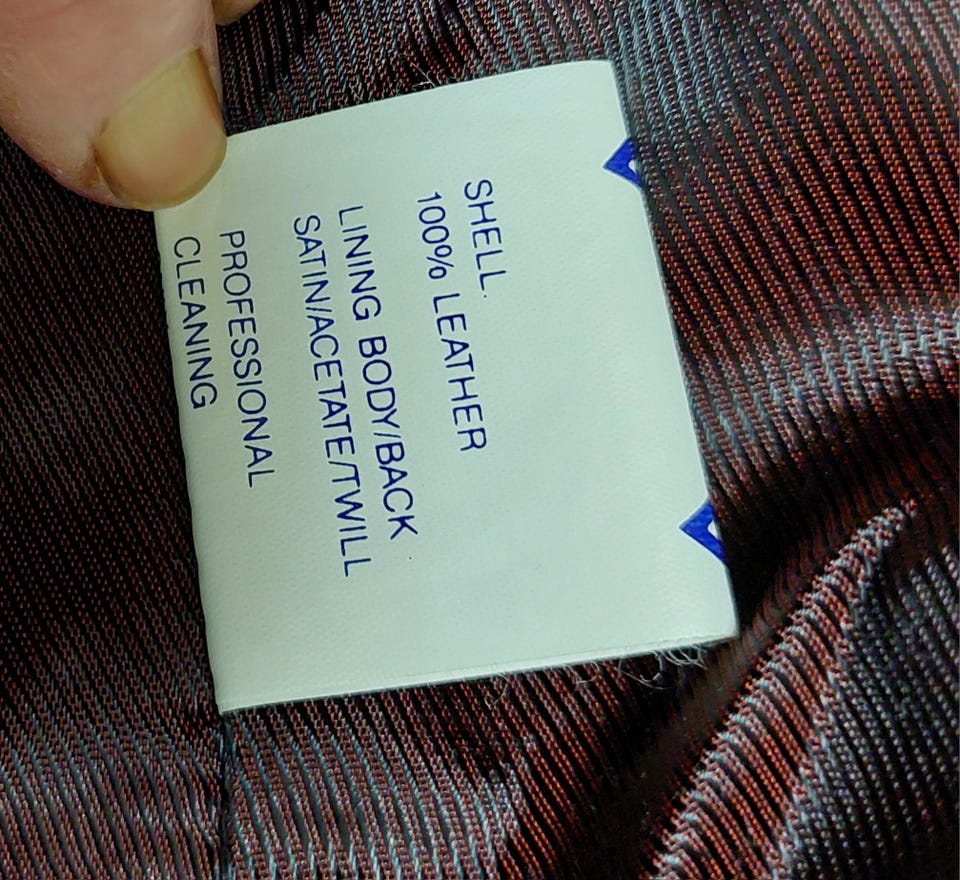 SHELL.
100% LEATHER
LINING BODY/BACK
SATIN/ACETATE/TWILL
PROFESSIONAL
CLEANING